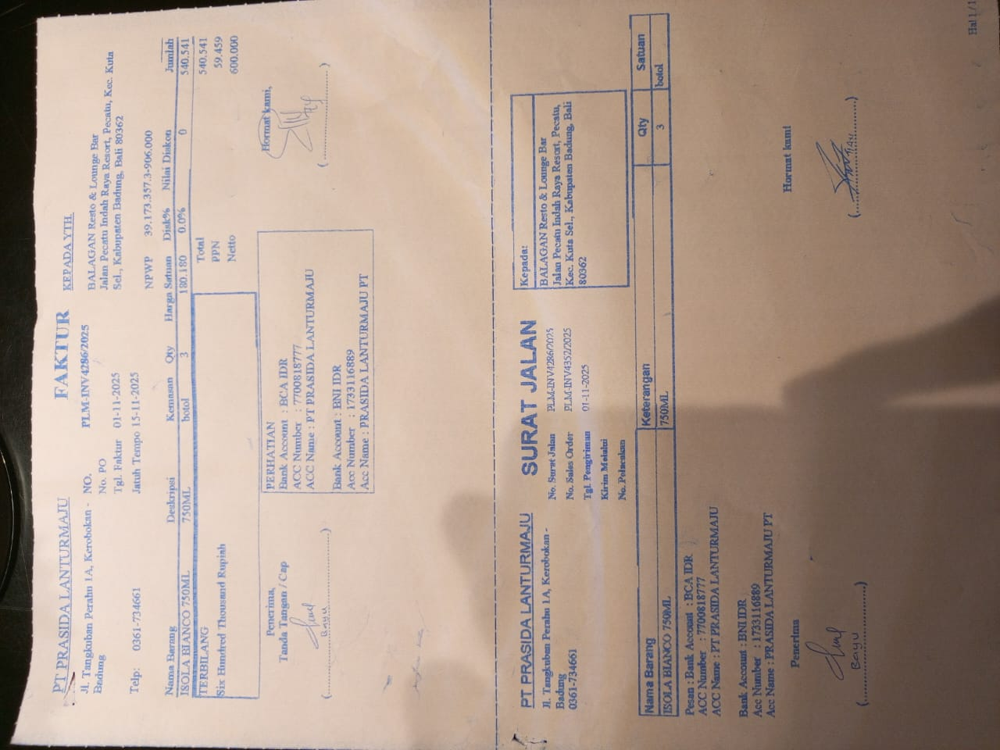 PT PRASIDA LANTURMAJU
Jl. Tangkuban Perahu 1A, Kerobokan -
Badung
Telp: 0361-734661
FAKTUR
NO. PLM-INV4286/2025
No. PO
Tgl. Faktur 01-11-2025
Jatuh Tempo 15-11-2025
KEPADA YTH.
BALAGAN Resto & Lounge Bar
Jalan Pecatu Indah Raya Resort, Pecatu, Kec. Kuta
Sel., Kabupaten Badung, Bali 80362
NPWP 39.173.357.3-906.000
Nama Barang Deskripsi Kemasan Qty Harga Satuan Disk% Nilai Diskon Jumlah
ISOLA BIANCO 750ML 750ML botol 3 180.180 0.0% 0 540.541
TERBILANG
Six Hundred Thousand Rupiah
Total 540.541
PPN 59.459
Netto 600.000
Penerima,
Tanda Tangan / Cap
BAYU
(.......................)
PERHATIAN
Bank Account : BCA IDR
ACC Number : 7700818777
ACC Name : PT PRASIDA LANTURMAJU
Bank Account : BNI IDR
Acc Number : 1733116889
Acc Name : PRASIDA LANTURMAJU PT
Hormat kami,
(.......................)
PT PRASIDA LANTURMAJU
Jl. Tangkuban Perahu 1A, Kerobokan -
Badung
0361-734661
SURAT JALAN
No. Surat Jalan PLM-INV4286/2025
No. Sales Order PLM-INV4352/2025
Tgl. Pengiriman 01-11-2025
Kirim Melalui
No. Pelacakan
Kepada:
BALAGAN Resto & Lounge Bar
Jalan Pecatu Indah Raya Resort, Pecatu,
Kec. Kuta Sel., Kabupaten Badung, Bali
80362
Nama Barang Keterangan Qty Satuan
ISOLA BIANCO 750ML 750ML 3 botol
Pesan : Bank Account : BCA IDR
ACC Number : 7700818777
ACC Name : PT PRASIDA LANTURMAJU
Bank Account : BNI IDR
Acc Number : 1733116889
Acc Name : PRASIDA LANTURMAJU PT
Penerima
BAYU
(.......................)
Hormat kami
(.......................)
Hal 1/1